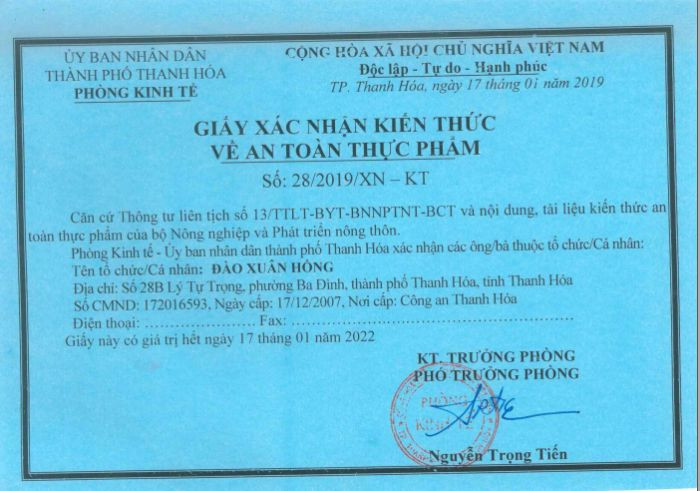 ỦY BAN NHÂN DÂN
THÀNH PHỐ THANH HÓA
PHÒNG KINH TẾ
CỘNG HÒA XÃ HỘI CHỦ NGHĨA VIỆT NAM
Độc lập - Tự do - Hạnh phúc
TP. Thanh Hóa, ngày 17 tháng 01 năm 2019
GIẤY XÁC NHẬN KIẾN THỨC
VỀ AN TOÀN THỰC PHẨM
Số: 28/2019/XN – KT
Căn cứ Thông tư liên tịch số 13/TTLT-BYT-BNNPTNT-BCT và nội dung, tài liệu kiến thức an
toàn thực phẩm của bộ Nông nghiệp và Phát triển nông thôn.
Phòng Kinh tế - Ủy ban nhân dân thành phố Thanh Hóa xác nhận các ông/bà thuộc tổ chức/Cá nhân:
Tên tổ chức/Cá nhân: ĐÀO XUÂN HỒNG
Địa chỉ: Số 28B Lý Tự Trọng, phường Ba Đình, thành phố Thanh Hóa, tỉnh Thanh Hóa
Số CMND: 172016593, Ngày cấp: 17/12/2007, Nơi cấp: Công an Thanh Hóa
Điện thoại: ........................ Fax: ................................................................
Giấy này có giá trị hết ngày 17 tháng 01 năm 2022
KT. TRƯỞNG PHÒNG
PHÓ TRƯỞNG PHÒNG
PHÒNG
KINH TẾ
Nguyễn Trọng Tiến